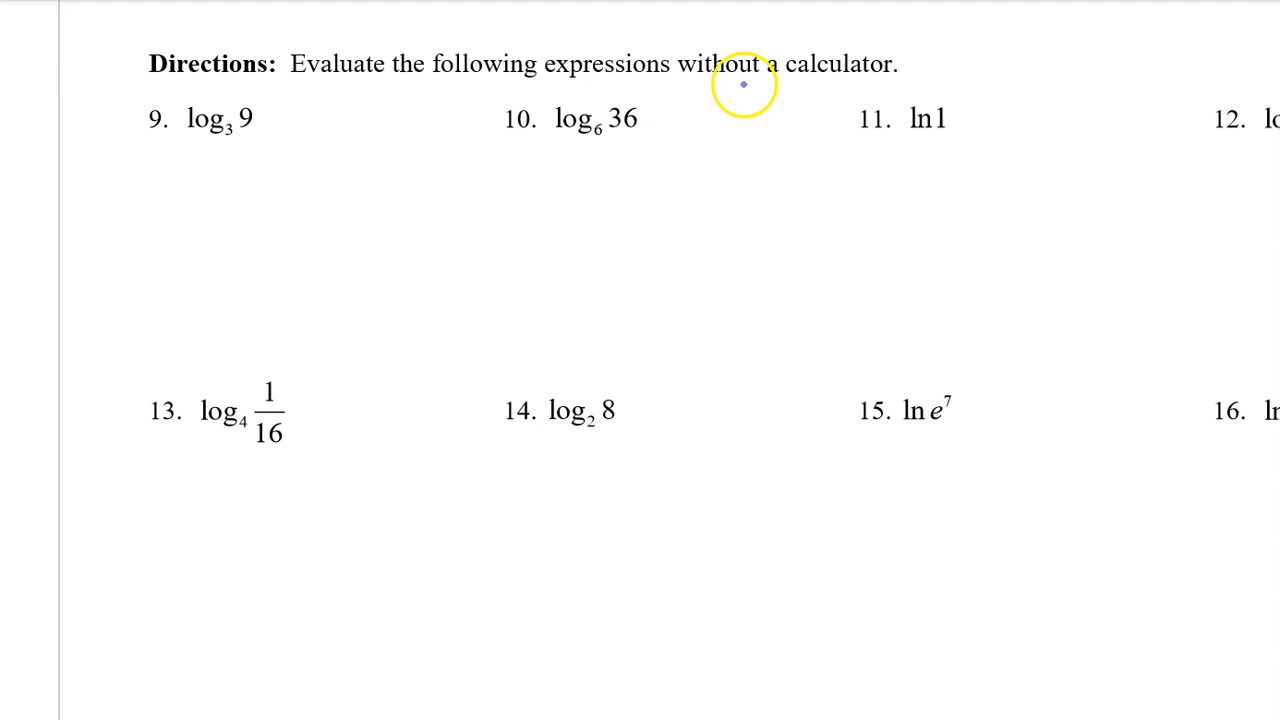 Directions: Evaluate the following expressions without a calculator.
9. log₃ 9 10. log₆ 36 11. ln 1 12.
13. log₄ 1/16 14. log₂ 8 15. ln e⁷ 16.